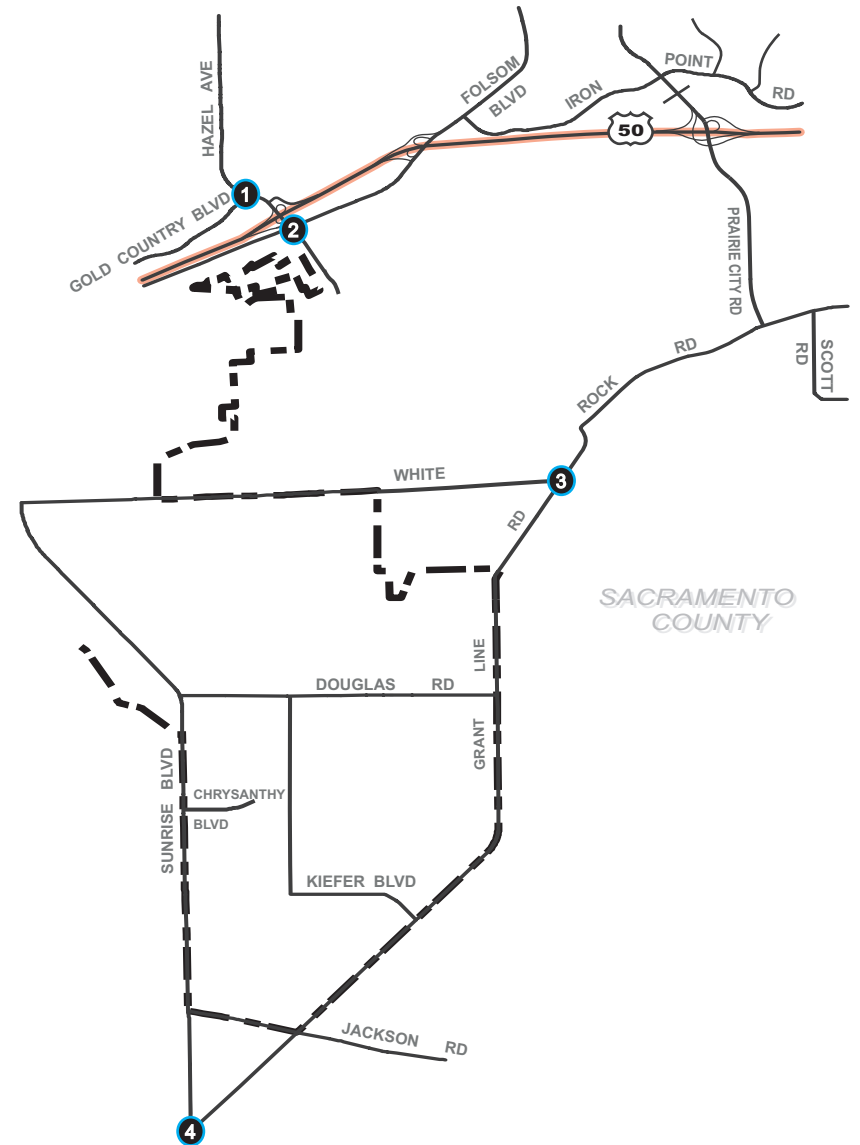 HAZEL AVE
FOLSOM
BLVD
IRON
POINT
RD
50
1
GOLD COUNTRY BLVD
2
PRAIRIE CITY RD
RD
SCOTT
RD
ROCK
WHITE
3
RD
SACRAMENTO
COUNTY
LINE
DOUGLAS RD
GRANT
SUNRISE BLVD
CHRYSANTHY
BLVD
KIEFER BLVD
JACKSON RD
4